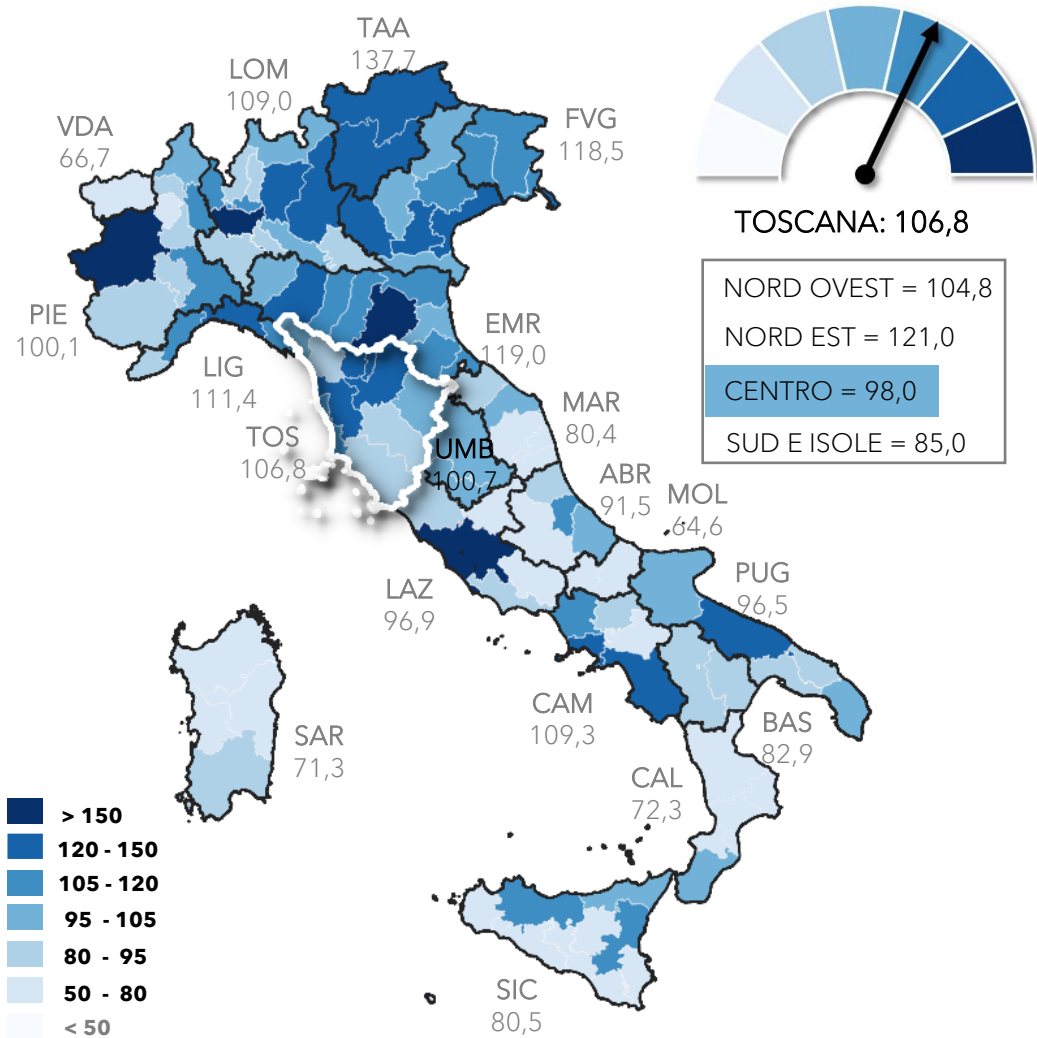 TAA
137,7
LOM
109,0
VDA
66,7
FVG
118,5
TOSCANA: 106,8
NORD OVEST = 104,8
NORD EST = 121,0
CENTRO = 98,0
SUD E ISOLE = 85,0
PIE
100,1
LIG
111,4
EMR
119,0
TOS
106,8
MAR
80,4
UMB
100,7
ABR
91,5
MOL
64,6
LAZ
96,9
PUG
96,5
CAM
109,3
BAS
82,9
SAR
71,3
CAL
72,3
SIC
80,5
> 150
120 - 150
105 - 120
95 - 105
80 - 95
50 - 80
< 50